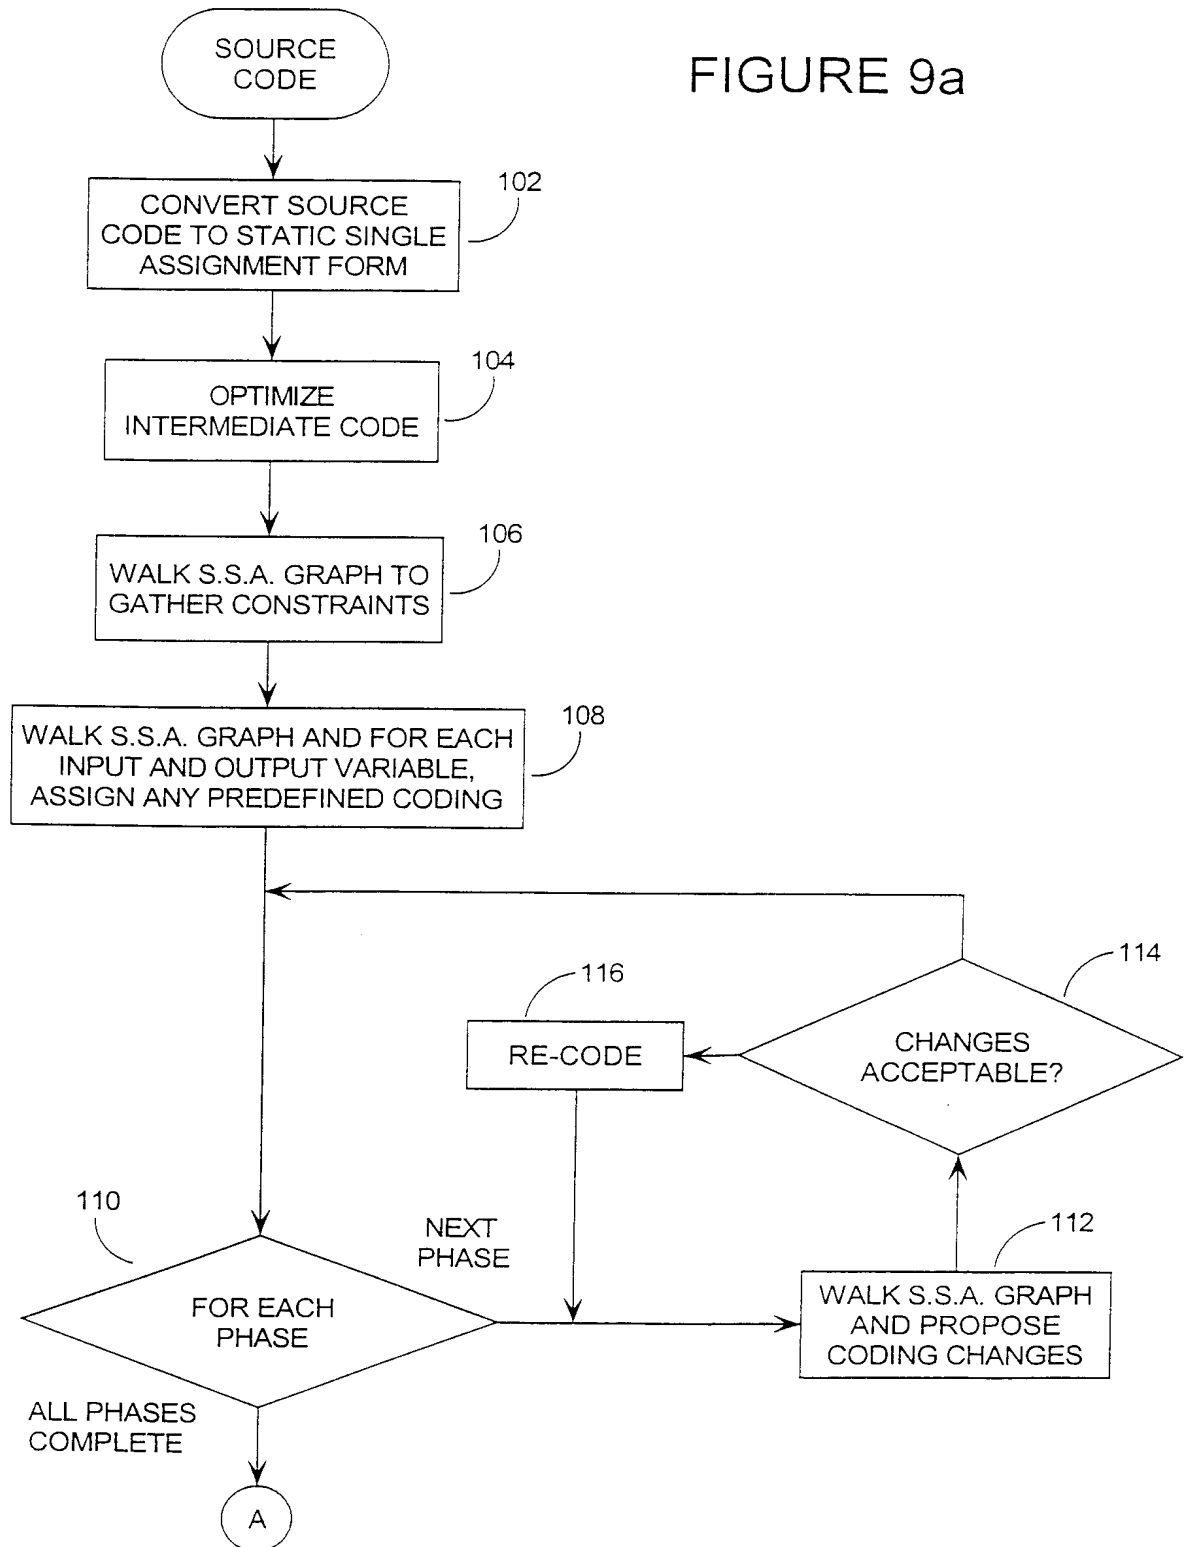 SOURCE
CODE
FIGURE 9a
102
CONVERT SOURCE
CODE TO STATIC SINGLE
ASSIGNMENT FORM
104
OPTIMIZE
INTERMEDIATE CODE
106
WALK S.S.A. GRAPH TO
GATHER CONSTRAINTS
108
WALK S.S.A. GRAPH AND FOR EACH
INPUT AND OUTPUT VARIABLE,
ASSIGN ANY PREDEFINED CODING
114
CHANGES
ACCEPTABLE?
116
RE-CODE
110
FOR EACH
PHASE
NEXT
PHASE
112
WALK S.S.A. GRAPH
AND PROPOSE
CODING CHANGES
ALL PHASES
COMPLETE
A